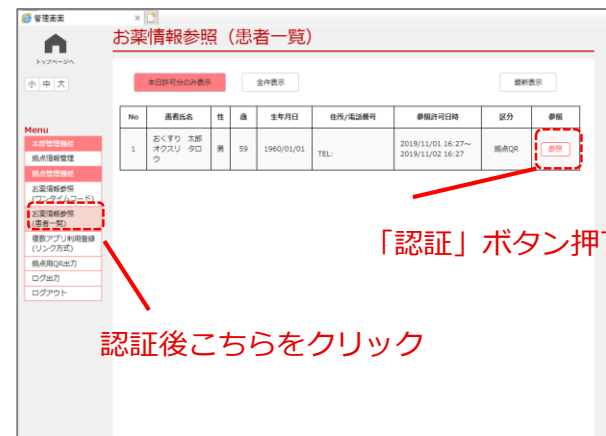 管理画面
お薬情報参照（患者一覧）
トップページへ
小 中 大
本日許可分のみ表示 全件表示 最新表示
No 患者氏名 性 歳 生年月日 住所/電話番号 参照許可日時 区分 参照
1 おくすり 太郎 オクスリ タロウ 男 59 1960/01/01 TEL: 2019/11/01 16:27～ 2019/11/02 16:27 拠点QR 参照
Menu
本部管理機能
拠点情報管理
拠点管理機能
お薬情報参照
(ワンタイムコード)
お薬情報参照
(患者一覧)
複数アプリ利用登録
(リンク方式)
拠点用QR出力
ログ出力
ログアウト
「認証」ボタン押
認証後こちらをクリック